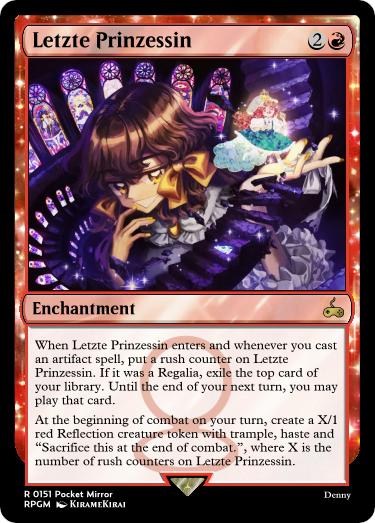 Letzte Prinzessin 2
Enchantment
When Letzte Prinzessin enters and whenever you cast
an artifact spell, put a rush counter on Letzte
Prinzessin. If it was a Regalia, exile the top card of
your library. Until the end of your next turn, you may
play that card.
At the beginning of combat on your turn, create a X/1
red Reflection creature token with trample, haste and
“Sacrifice this at the end of combat.”, where X is the
number of rush counters on Letzte Prinzessin.
R 0151 Pocket Mirror
RPGM KirameKirai
Denny